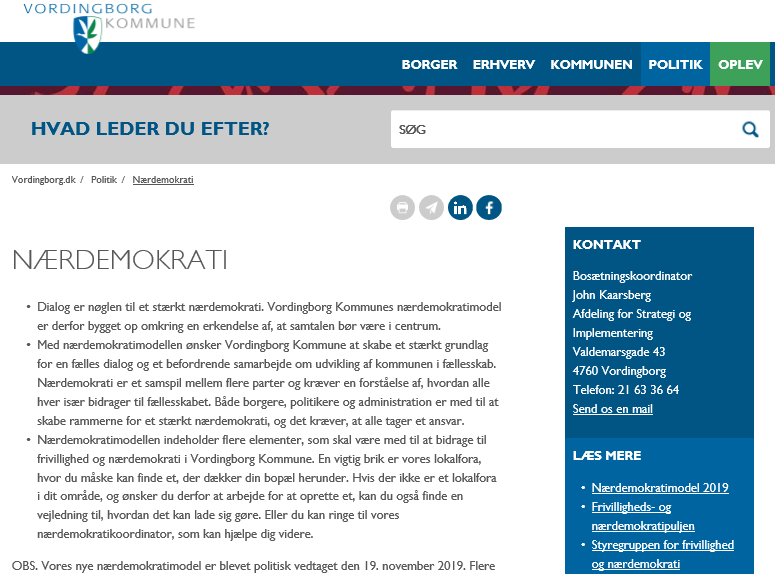 VORDINGBORG
KOMMUNE
BORGER ERHVERV KOMMUNEN POLITIK OPLEV
HVAD LEDER DU EFTER?
SØG
Vordingborg.dk / Politik / Nærdemokrati
NÆRDEMOKRATI
• Dialog er nøglen til et stærkt nærdemokrati. Vordingborg Kommunes nærdemokratimodel
er derfor bygget op omkring en erkendelse af, at samtalen bør være i centrum.
• Med nærdemokratimodellen ønsker Vordingborg Kommune at skabe et stærkt grundlag
for en fælles dialog og et befordrende samarbejde om udvikling af kommunen i fællesskab.
Nærdemokrati er et samspil mellem flere parter og kræver en forståelse af, hvordan alle
hver især bidrager til fællesskabet. Både borgere, politikere og administration er med til at
skabe rammerne for et stærkt nærdemokrati, og det kræver, at alle tager et ansvar.
• Nærdemokratimodellen indeholder flere elementer, som skal være med til at bidrage til
frivillighed og nærdemokrati i Vordingborg Kommune. En vigtig brik er vores lokalfora,
hvor du måske kan finde et, der dækker din bopæl herunder. Hvis der ikke er et lokalfora
i dit område, og ønsker du derfor at arbejde for at oprette et, kan du også finde en
vejledning til, hvordan det kan lade sig gøre. Eller du kan ringe til vores
nærdemokratikoordinator, som kan hjælpe dig videre.
OBS. Vores nye nærdemokratimodel er blevet politisk vedtaget den 19. november 2019. Flere
KONTAKT
Bosætningskoordinator
John Kaarsberg
Afdeling for Strategi og
Implementering
Valdemarsgade 43
4760 Vordingborg
Telefon: 21 63 36 64
Send os en mail
LÆS MERE
• Nærdemokratimodel 2019
• Frivilligheds- og
nærdemokratipuljen
• Styregruppen for frivillighed
og nærdemokrati